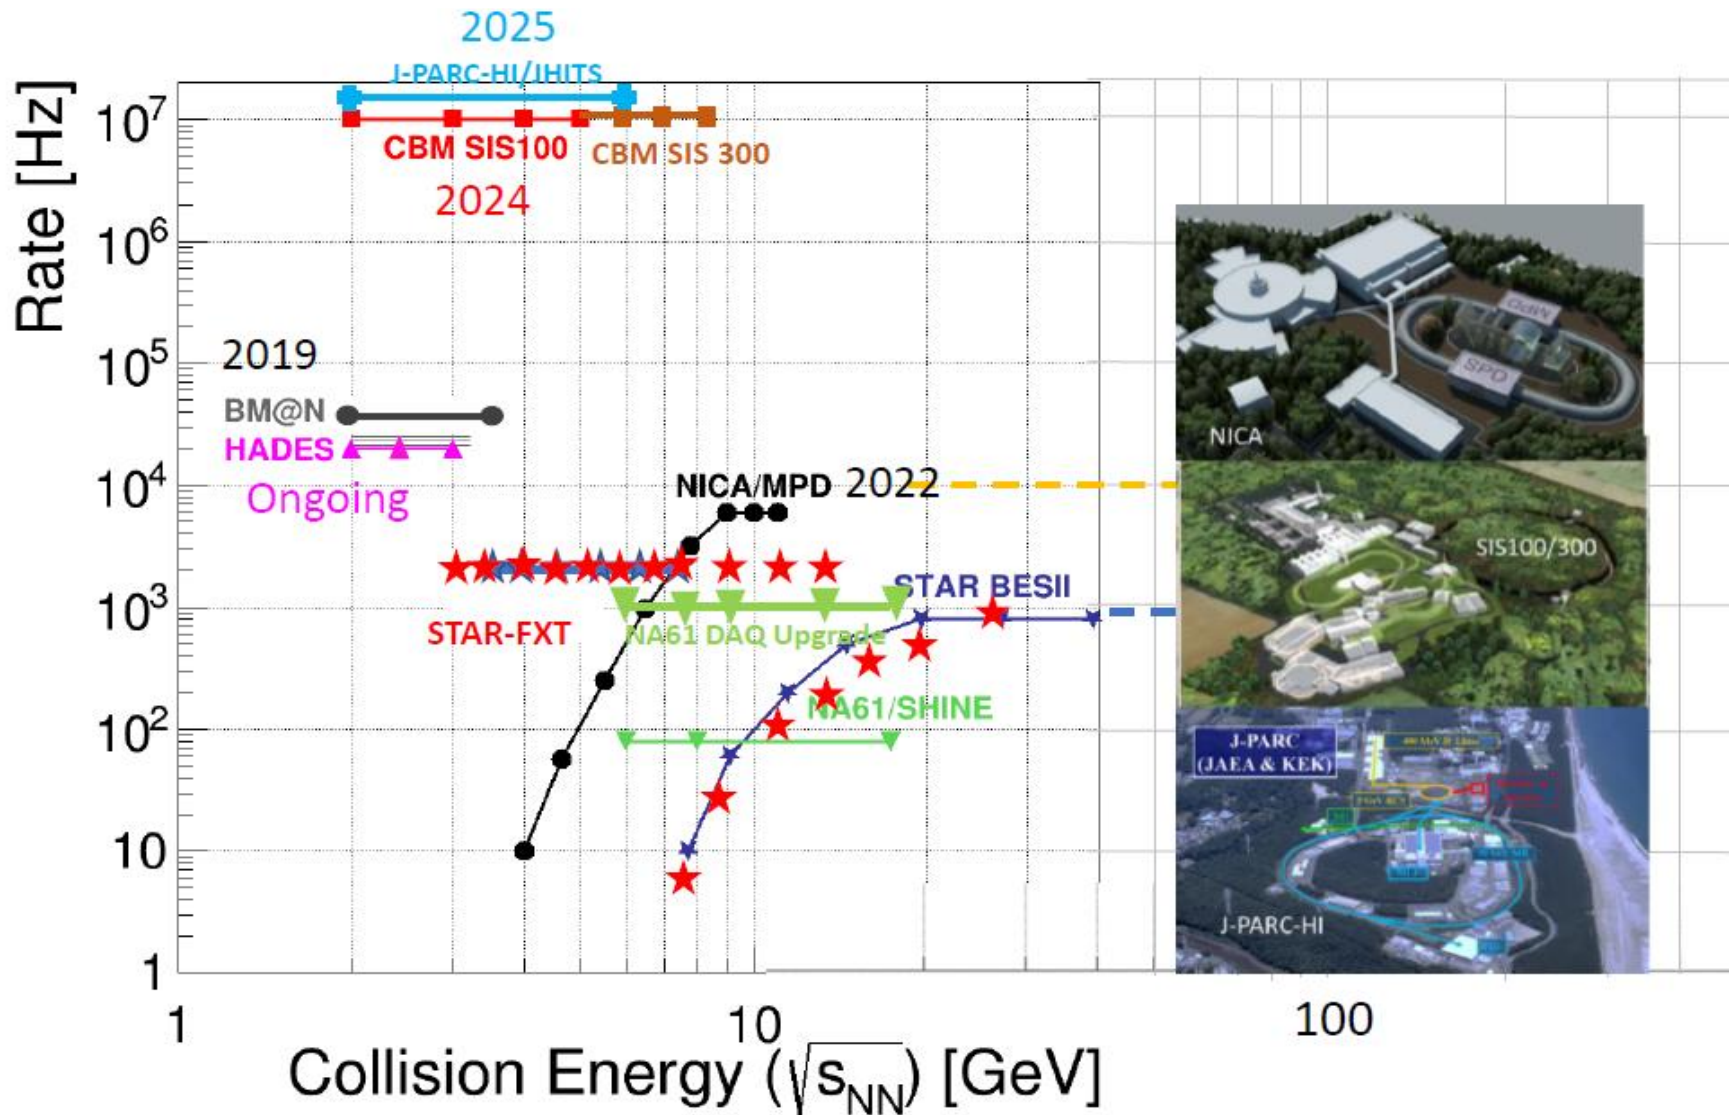 2025
J-PARC-HI/JHITS
Rate [Hz]
10^7
CBM SIS100
CBM SIS 300
2024
10^6
10^5
2019
BM@N
HADES
Ongoing
10^4
NICA/MPD 2022
10^3
STAR BESII
STAR-FXT
NA61 DAQ Upgrade
NA61/SHINE
10^2
10
1
1
10
100
Collision Energy (√s_NN) [GeV]
MPD
SPD
NICA
SIS100/300
J-PARC
(JAEA & KEK)
J-PARC-HI